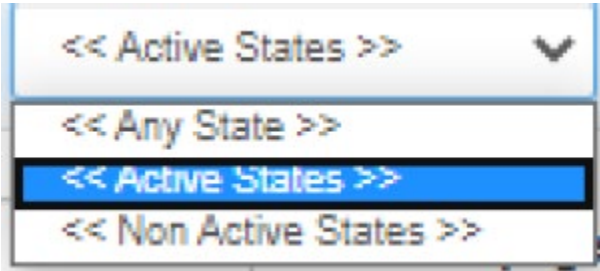 << Active States >>
<< Any State >>
<< Active States >>
<< Non Active States >>